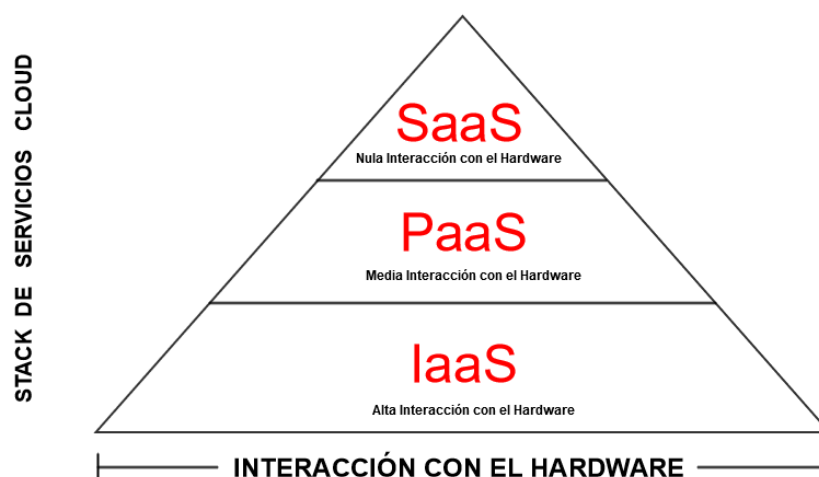 STACK DE SERVICIOS CLOUD
SaaS
Nula Interacción con el Hardware
PaaS
Media Interacción con el Hardware
IaaS
Alta Interacción con el Hardware
INTERACCIÓN CON EL HARDWARE